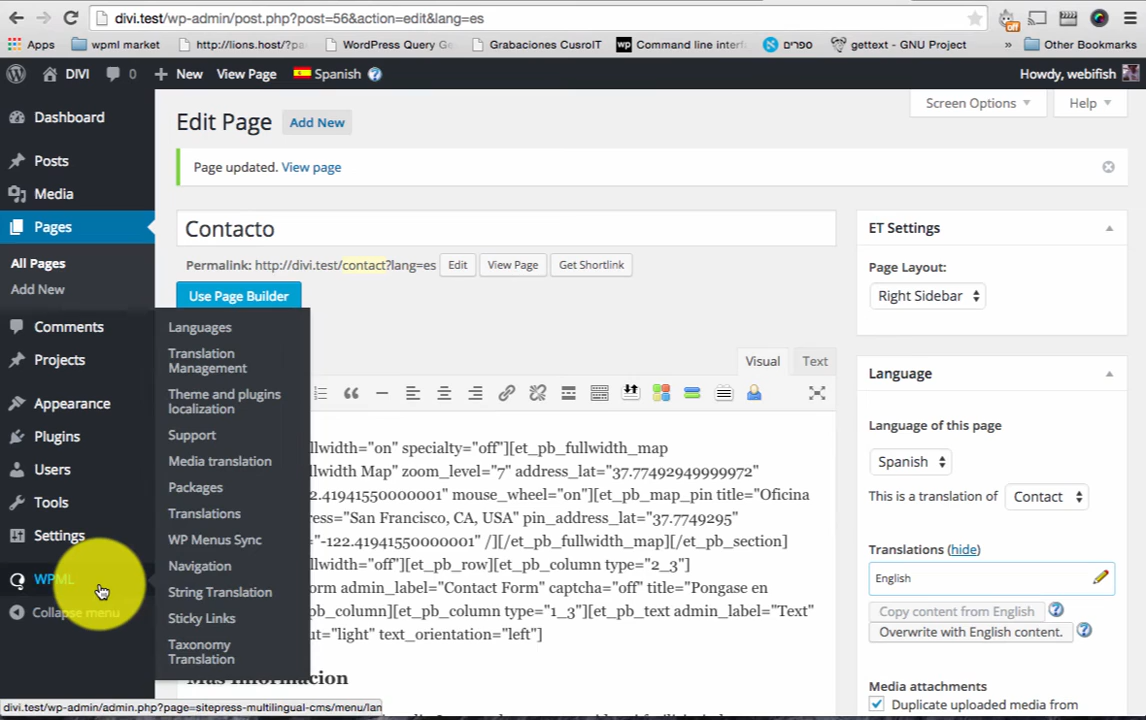 divi.test/wp-admin/post.php?post=56&action=edit&lang=es
off
Apps wpml market http://lions.host/?pa WordPress Query Ge Grabaciones CusroIT wp Command line interf ספרים gettext - GNU Project » Other Bookmarks
DIVI 0 New View Page Spanish Howdy, webifish
Dashboard
Posts
Media
Pages
All Pages
Add New
Comments
Projects
Appearance
Plugins
Users
Tools
Settings
WPML
Collapse menu
Languages
Translation
Management
Theme and plugins
localization
Support
Media translation
Packages
Translations
WP Menus Sync
Navigation
String Translation
Sticky Links
Taxonomy
Translation
Screen Options Help
Edit Page Add New
Page updated. View page
Contacto
Permalink: http://divi.test/contact?lang=es Edit View Page Get Shortlink
Use Page Builder
Visual Text
llwidth="on" specialty="off"][et_pb_fullwidth_map
llwidth Map" zoom_level="7" address_lat="37.77492949999972"
2.41941550000001" mouse_wheel="on"][et_pb_map_pin title="Oficina
ress="San Francisco, CA, USA" pin_address_lat="37.7749295"
"-122.41941550000001" /][/et_pb_fullwidth_map][/et_pb_section]
][et_pb_row][et_pb_column type="2_3"]
orm admin_label="Contact Form" captcha="off" title="Pongase en
pb_column][et_pb_column type="1_3"][et_pb_text admin_label="Text"
ut="light" text_orientation="left"]
Mas Informacion
ET Settings
Page Layout:
Right Sidebar
Language
Language of this page
Spanish
This is a translation of Contact
Translations (hide)
English
Copy content from English
Overwrite with English content.
Media attachments
Duplicate uploaded media from
divi.test/wp-admin/admin.php?page=sitepress-multilingual-cms/menu/lan